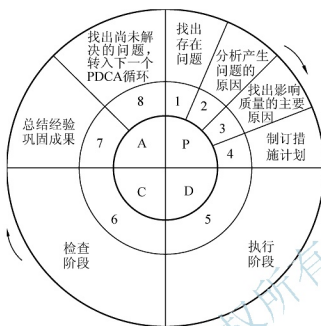 找出尚未解
决的问题，
转入下一个
PDCA循环
找出
存在
问题
分析产生
问题的
原因
找出影响
质量的主要
原因
制订措
施计划
总结经验
巩固成果
8
1
2
3
4
7
A
P
C
D
6
5
检查
阶段
执行
阶段
权所有